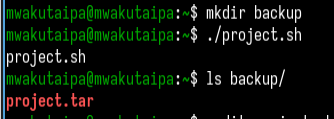 mwakutaipa@mwakutaipa:~$ mkdir backup
mwakutaipa@mwakutaipa:~$ ./project.sh
project.sh
mwakutaipa@mwakutaipa:~$ ls backup/
project.tar